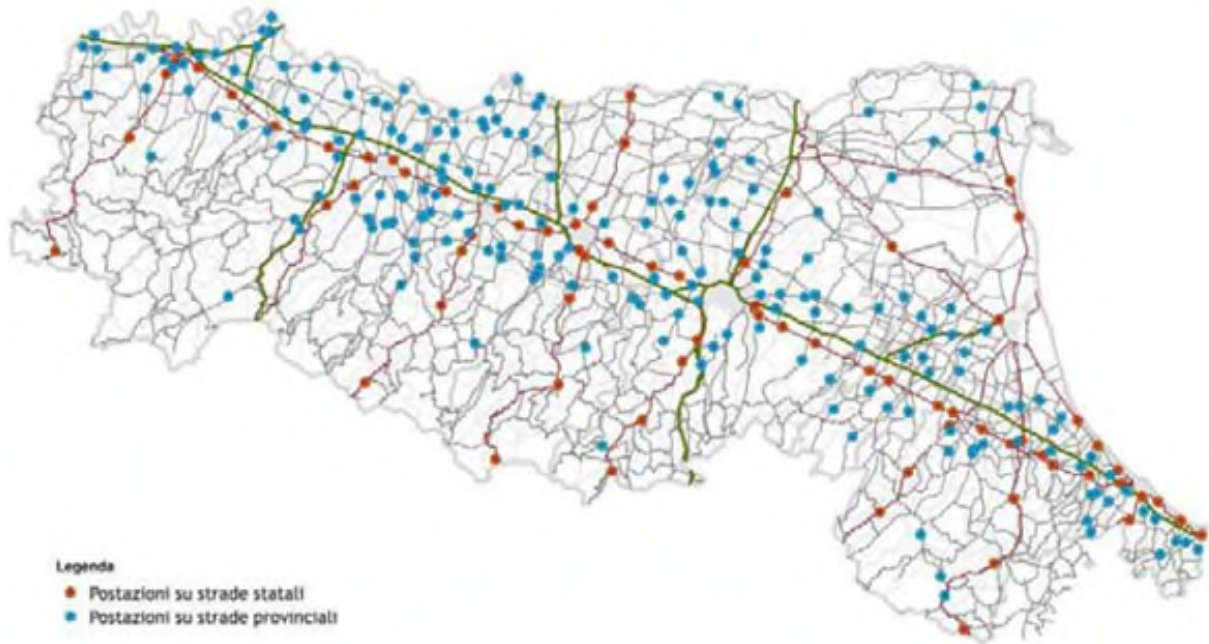 Legenda
Postazioni su strade statali
Postazioni su strade provinciali